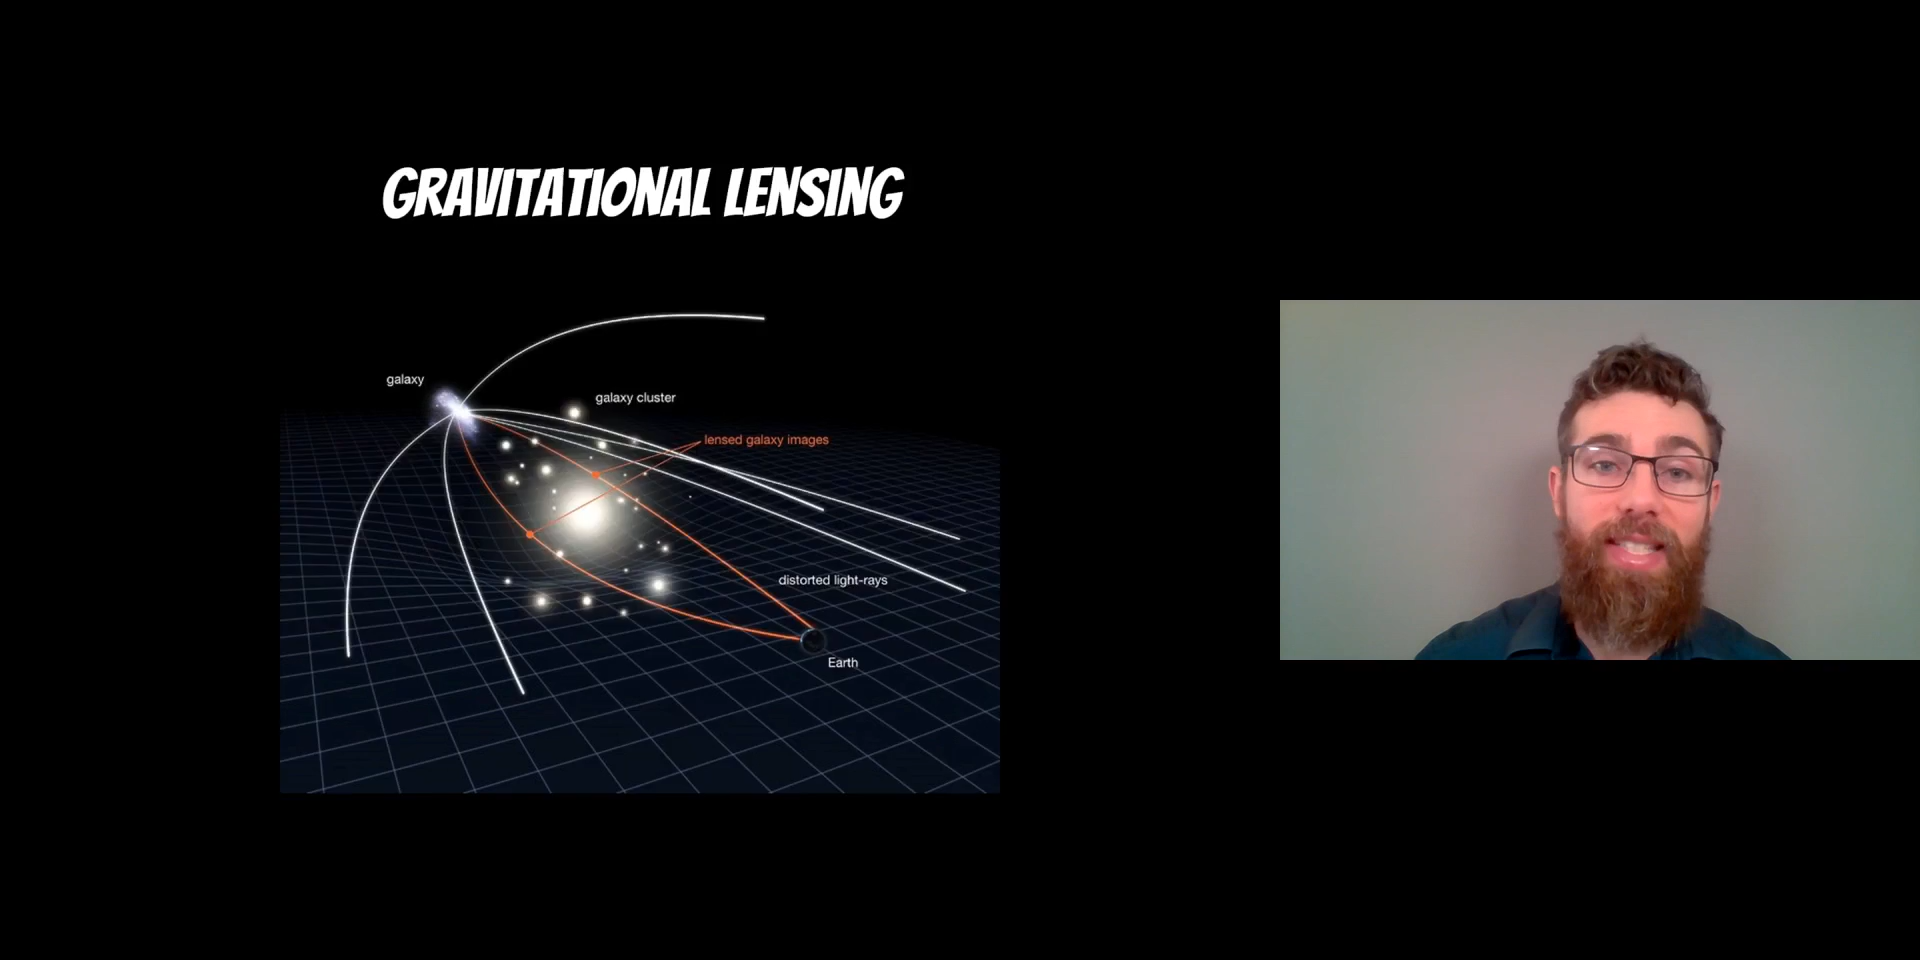 GRAVITATIONAL LENSING
galaxy
galaxy cluster
lensed galaxy images
distorted light-rays
Earth